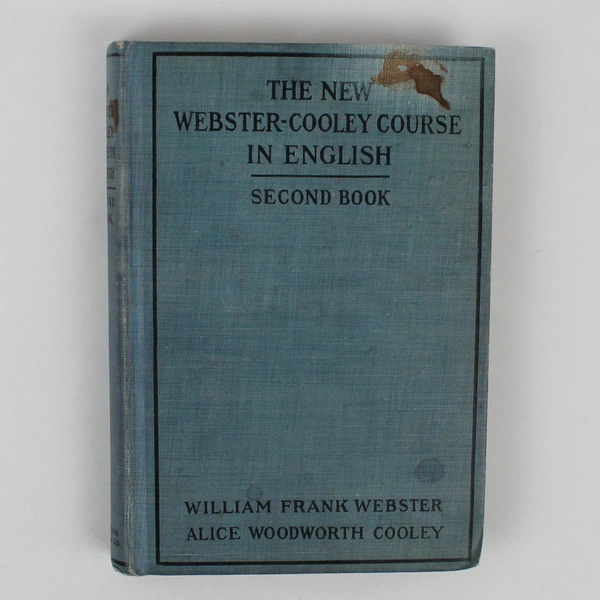 THE NEW
WEBSTER-COOLEY COURSE
IN ENGLISH
SECOND BOOK
WILLIAM FRANK WEBSTER
ALICE WOODWORTH COOLEY